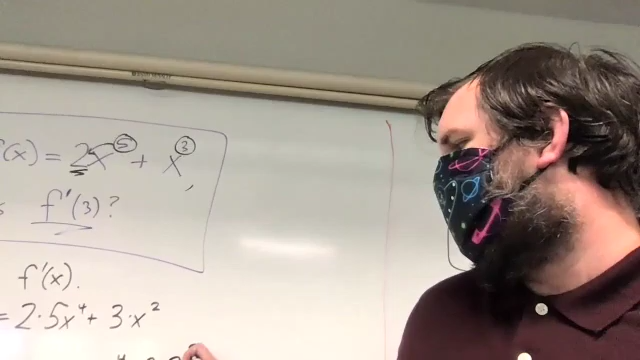 (x) = 2x⁵ + x³,
f'(3)?
f'(x).
= 2·5x⁴ + 3·x²